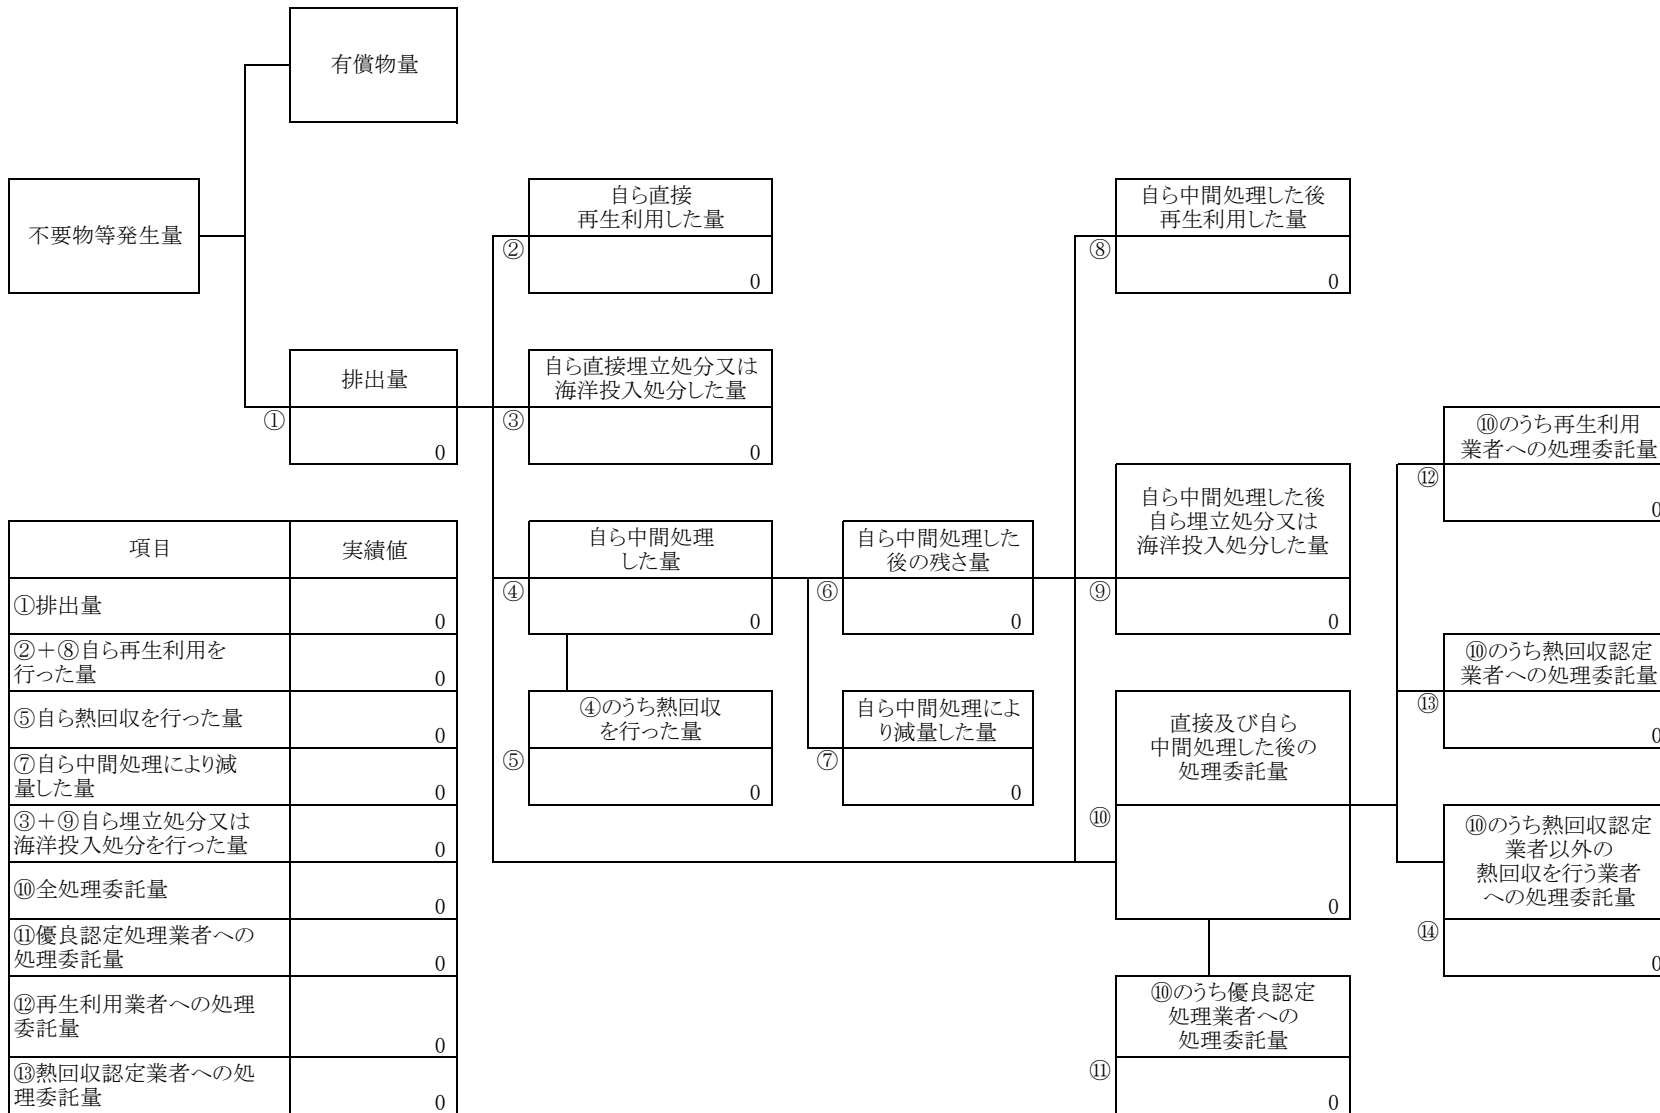 有償物量
不要物等発生量
自ら直接
再生利用した量
②
0
自ら中間処理した後
再生利用した量
⑧
0
排出量
①
0
自ら直接埋立処分又は
海洋投入処分した量
③
0
⑩のうち再生利用
業者への処理委託量
⑫
0
自ら中間処理した後
自ら埋立処分又は
海洋投入処分した量
⑨
0
自ら中間処理
した量
④
0
自ら中間処理した
後の残さ量
⑥
0
⑩のうち熱回収認定
業者への処理委託量
⑬
0
④のうち熱回収
を行った量
⑤
0
自ら中間処理によ
り減量した量
⑦
0
直接及び自ら
中間処理した後の
処理委託量
⑩
0
⑩のうち熱回収認定
業者以外の
熱回収を行う業者
への処理委託量
⑭
0
⑩のうち優良認定
処理業者への
処理委託量
⑪
0
項目 実績値
①排出量 0
②＋⑧自ら再生利用を
行った量 0
⑤自ら熱回収を行った量 0
⑦自ら中間処理により減
量した量 0
③＋⑨自ら埋立処分又は
海洋投入処分を行った量 0
⑩全処理委託量 0
⑪優良認定処理業者への
処理委託量 0
⑫再生利用業者への処理
委託量 0
⑬熱回収認定業者への処
理委託量 0